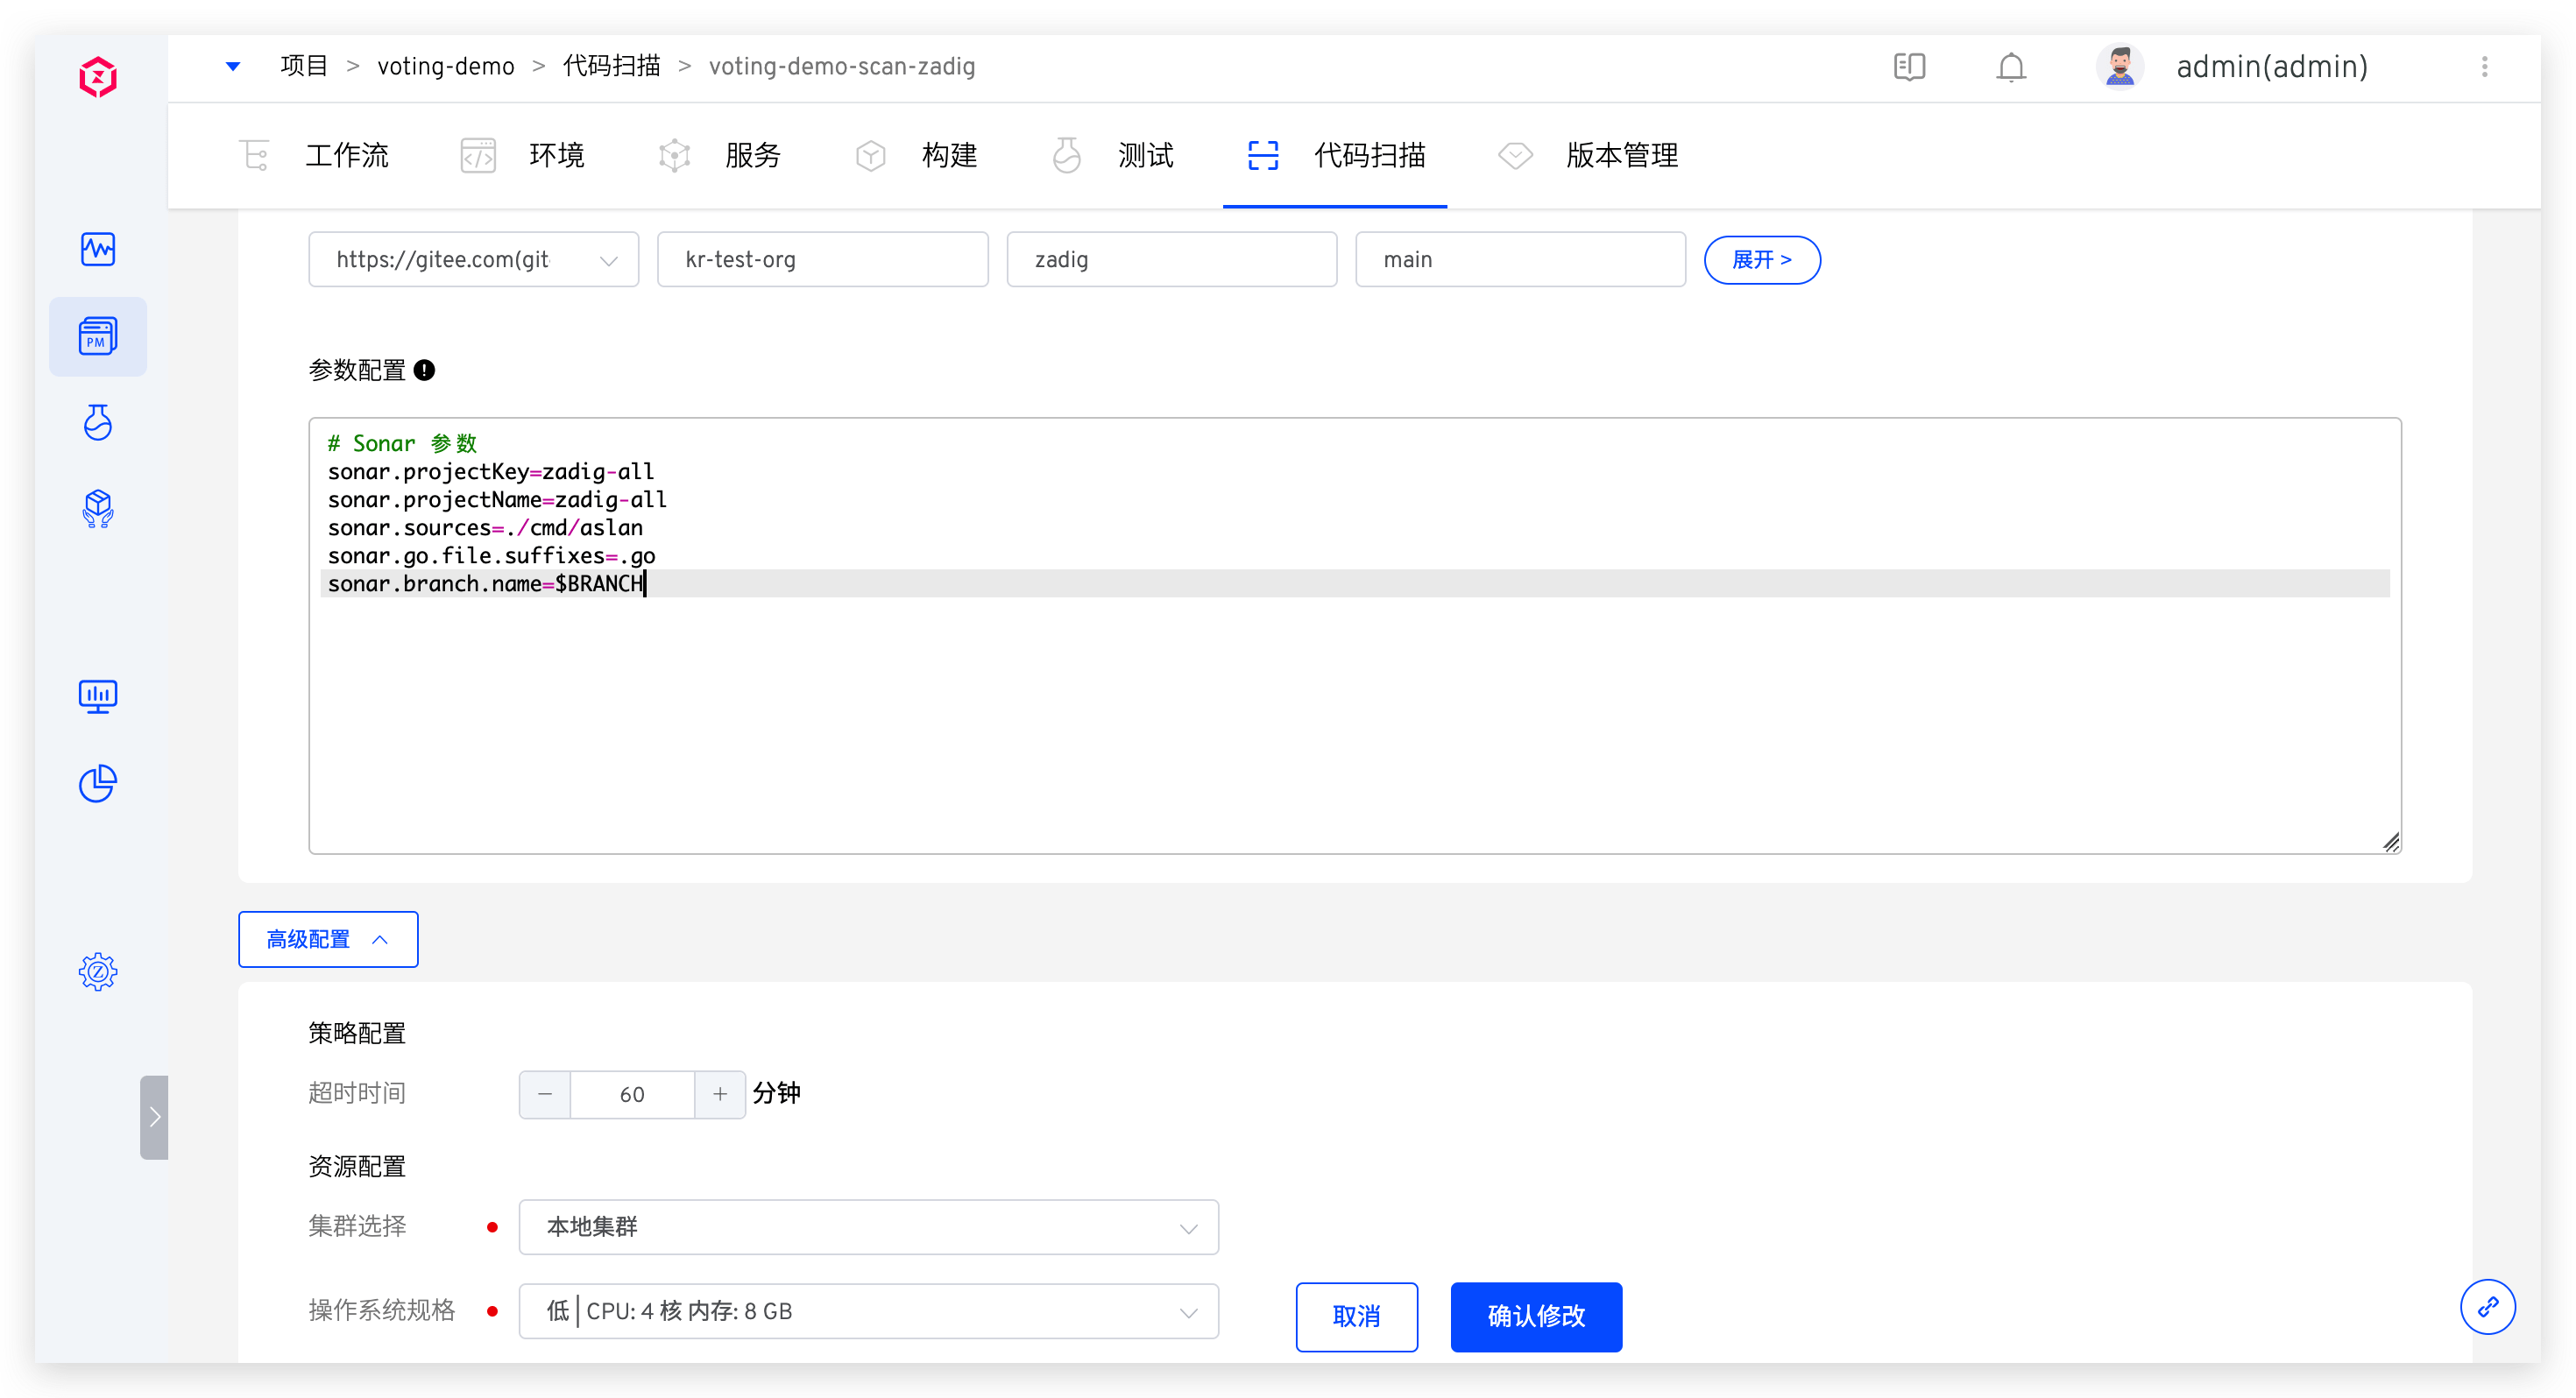 项目 > voting-demo > 代码扫描 > voting-demo-scan-zadig
admin(admin)
工作流 环境 服务 构建 测试 代码扫描 版本管理
https://gitee.com(git kr-test-org zadig main 展开 >
参数配置
# Sonar 参数
sonar.projectKey=zadig-all
sonar.projectName=zadig-all
sonar.sources=./cmd/aslan
sonar.go.file.suffixes=.go
sonar.branch.name=$BRANCH
PM
高级配置
策略配置
超时时间 − 60 + 分钟
资源配置
集群选择 本地集群
操作系统规格 低 | CPU: 4 核 内存: 8 GB
取消 确认修改